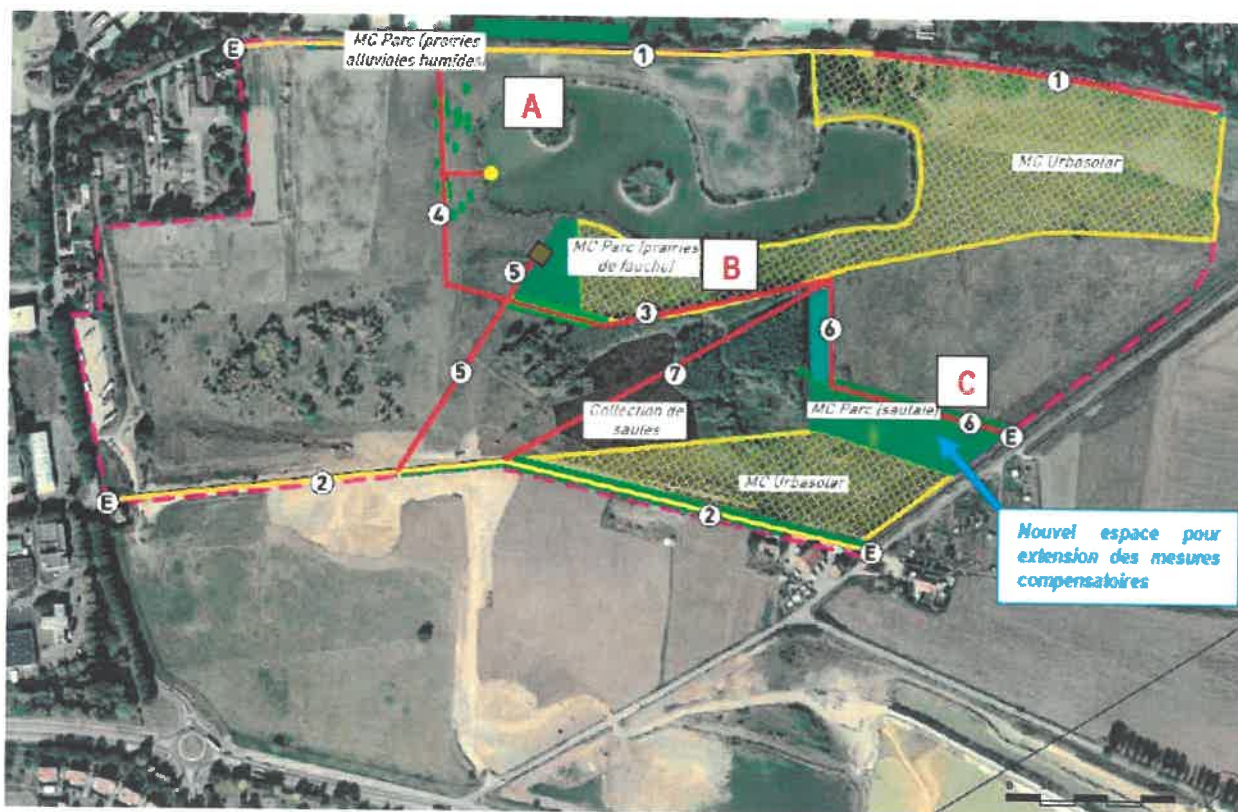 MC Parc (prairies
alluviales humides)
E
1
1
A
MC Urbasolar
4
MC Parc (prairies
de fauche)
B
5
3
6
5
7
C
MC Parc (saulaie)
6
E
Collection de
saules
MC Urbasolar
2
E
2
E
Nouvel espace pour
extension des mesures
compensatoires